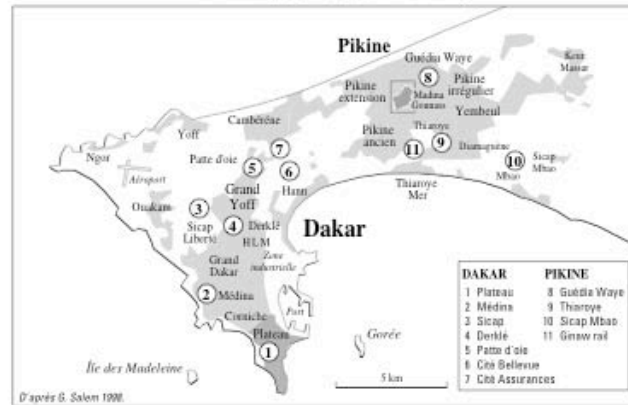 Pikine
Guédia Waye
8
Keur
Massar
Pikine
extension
Madina
Gounass
Pikine
irrégulier
Yembeul
Cambérène
Yoff
Thiaroye
Pikine
ancien
11
9
Diamaguène
10
Mbao
Sicap
Mbao
7
Ngor
Patte d'oie
5
6
Hann
Aéroport
Thiaroye
Mer
Ouakam
3
Grand
Yoff
Sicap
Liberté
4
Derklé
HLM
Dakar
Zone
industrielle
Grand
Dakar
2
Médina
Corniche
Port
Plateau
1
Gorée
Île des Madeleine
5 km
DAKAR
1 Plateau
2 Médina
3 Sicap
4 Derklé
5 Patte d'oie
6 Cité Bellevue
7 Cité Assurances
PIKINE
8 Guédia Waye
9 Thiaroye
10 Sicap Mbao
11 Ginaw rail
D'après G. Salem 1998.